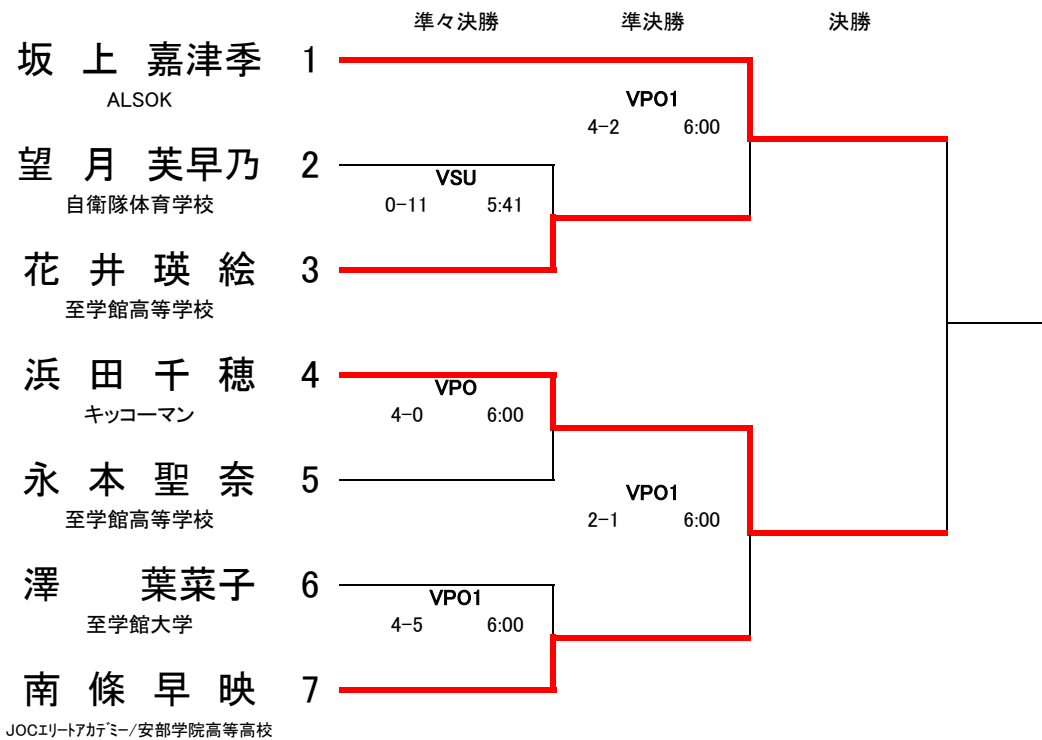 準々決勝 準決勝 決勝
坂 上 嘉津季 1
ALSOK
VPO1
4-2 6:00
望 月 芙早乃 2
自衛隊体育学校
VSU
0-11 5:41
花 井 瑛 絵 3
至学館高等学校
浜 田 千 穂 4
キッコーマン
VPO
4-0 6:00
永 本 聖 奈 5
至学館高等学校
VPO1
2-1 6:00
澤 葉菜子 6
至学館大学
VPO1
4-5 6:00
南 條 早 映 7
JOCエリートアカデミー/安部学院高等高校